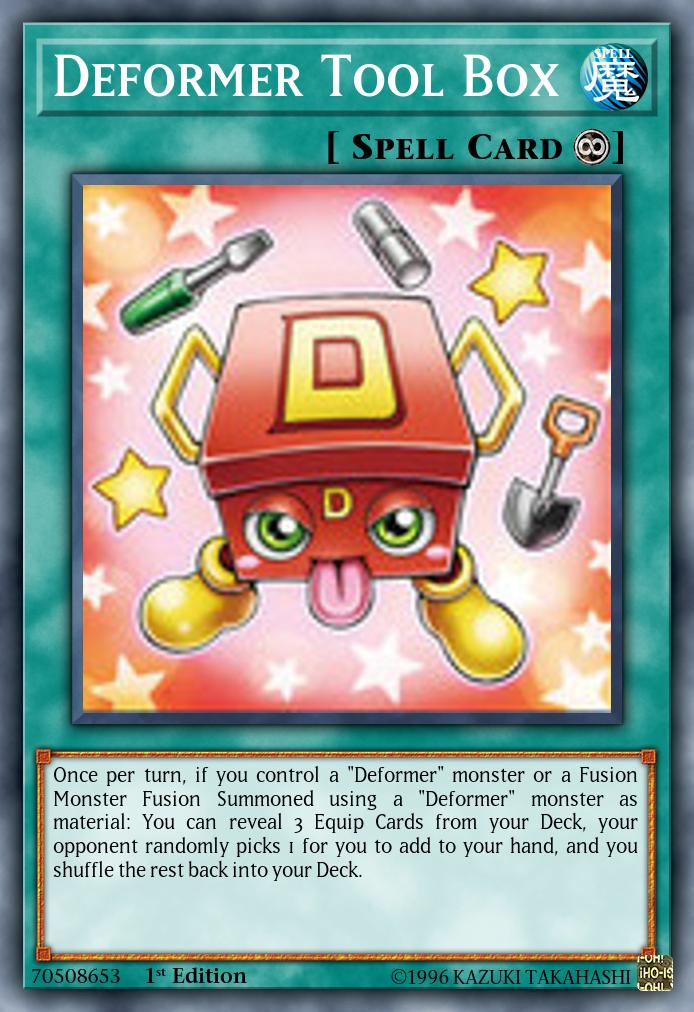 DEFORMER TOOL BOX
SPELL
魔
[ SPELL CARD ]
D
D
Once per turn, if you control a "Deformer" monster or a Fusion
Monster Fusion Summoned using a "Deformer" monster as
material: You can reveal 3 Equip Cards from your Deck, your
opponent randomly picks 1 for you to add to your hand, and you
shuffle the rest back into your Deck.
70508653 1st Edition ©1996 KAZUKI TAKAHASHI